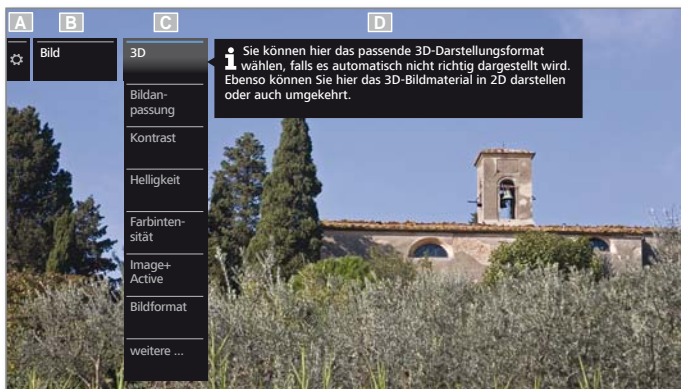 A B C D
Bild
3D
Sie können hier das passende 3D-Darstellungsformat
wählen, falls es automatisch nicht richtig dargestellt wird.
Ebenso können Sie hier das 3D-Bildmaterial in 2D darstellen
oder auch umgekehrt.
Bildan-
passung
Kontrast
Helligkeit
Farbinten-
sität
Image+
Active
Bildformat
weitere ...